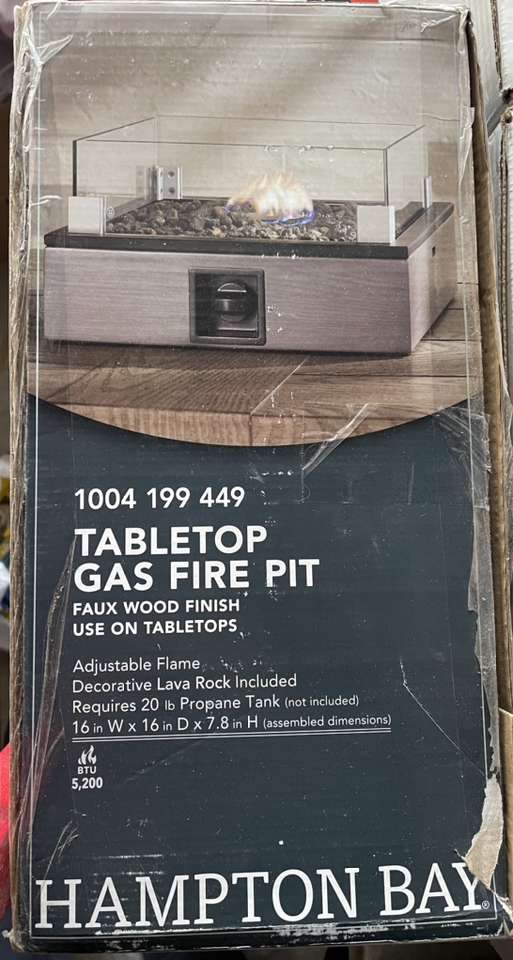 1004 199 449
TABLETOP
GAS FIRE PIT
FAUX WOOD FINISH
USE ON TABLETOPS
Adjustable Flame
Decorative Lava Rock Included
Requires 20 lb Propane Tank (not included)
16 in W x 16 in D x 7.8 in H (assembled dimensions)
BTU
5,200
HAMPTON BAY®